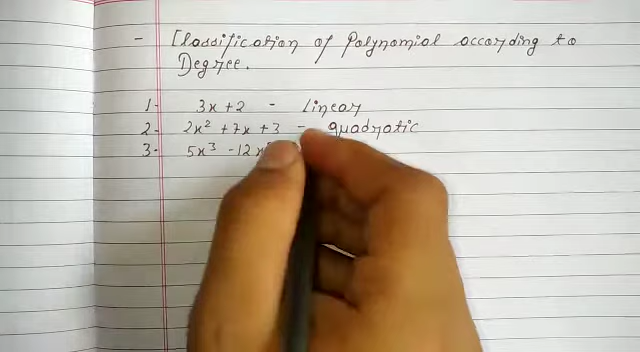 - Classification of Polynomial according to
Degree.
1- 3x+2 - linear
2- 2x² +7x +3 - quadratic
3- 5x³ -12x